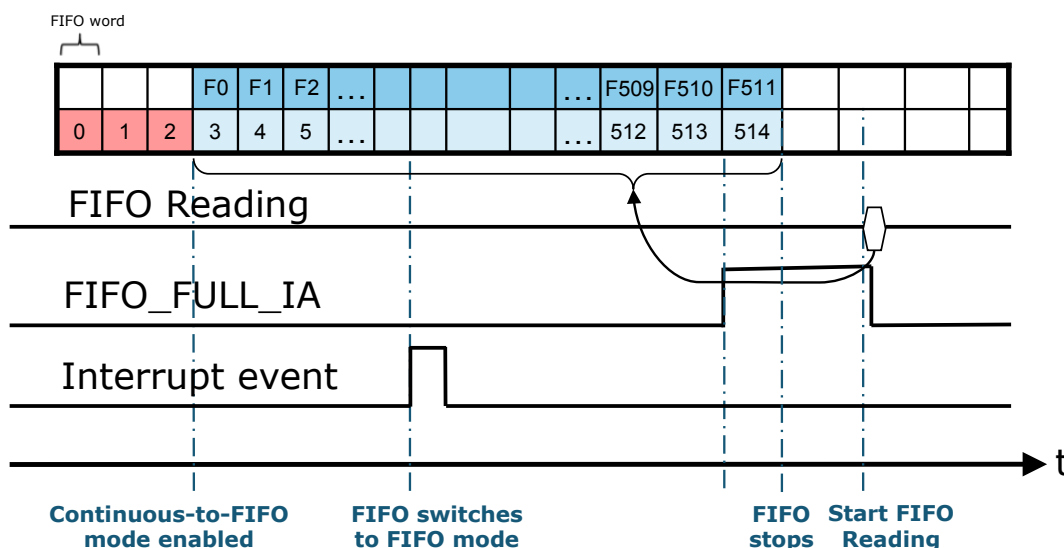 FIFO word
F0 F1 F2 ... ... F509 F510 F511
0 1 2 3 4 5 ... ... 512 513 514
FIFO Reading
FIFO_FULL_IA
Interrupt event
t
Continuous-to-FIFO
mode enabled
FIFO switches
to FIFO mode
FIFO
stops
Start FIFO
Reading